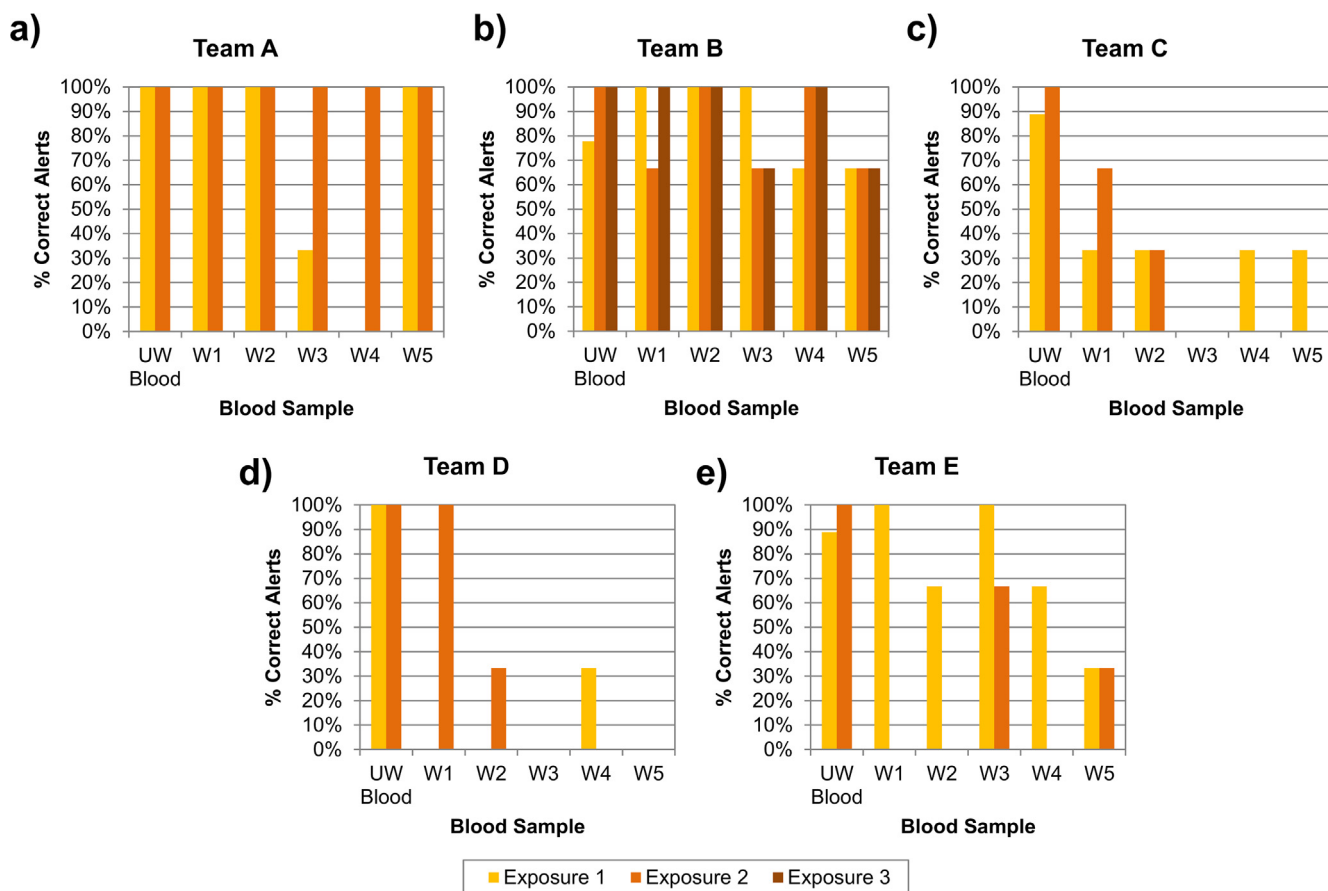 a)
Team A
% Correct Alerts
100%
90%
80%
70%
60%
50%
40%
30%
20%
10%
0%
UW Blood
W1
W2
W3
W4
W5
Blood Sample
b)
Team B
% Correct Alerts
100%
90%
80%
70%
60%
50%
40%
30%
20%
10%
0%
UW Blood
W1
W2
W3
W4
W5
Blood Sample
c)
Team C
% Correct Alerts
100%
90%
80%
70%
60%
50%
40%
30%
20%
10%
0%
UW Blood
W1
W2
W3
W4
W5
Blood Sample
d)
Team D
% Correct Alerts
100%
90%
80%
70%
60%
50%
40%
30%
20%
10%
0%
UW Blood
W1
W2
W3
W4
W5
Blood Sample
e)
Team E
% Correct Alerts
100%
90%
80%
70%
60%
50%
40%
30%
20%
10%
0%
UW Blood
W1
W2
W3
W4
W5
Blood Sample
Exposure 1
Exposure 2
Exposure 3